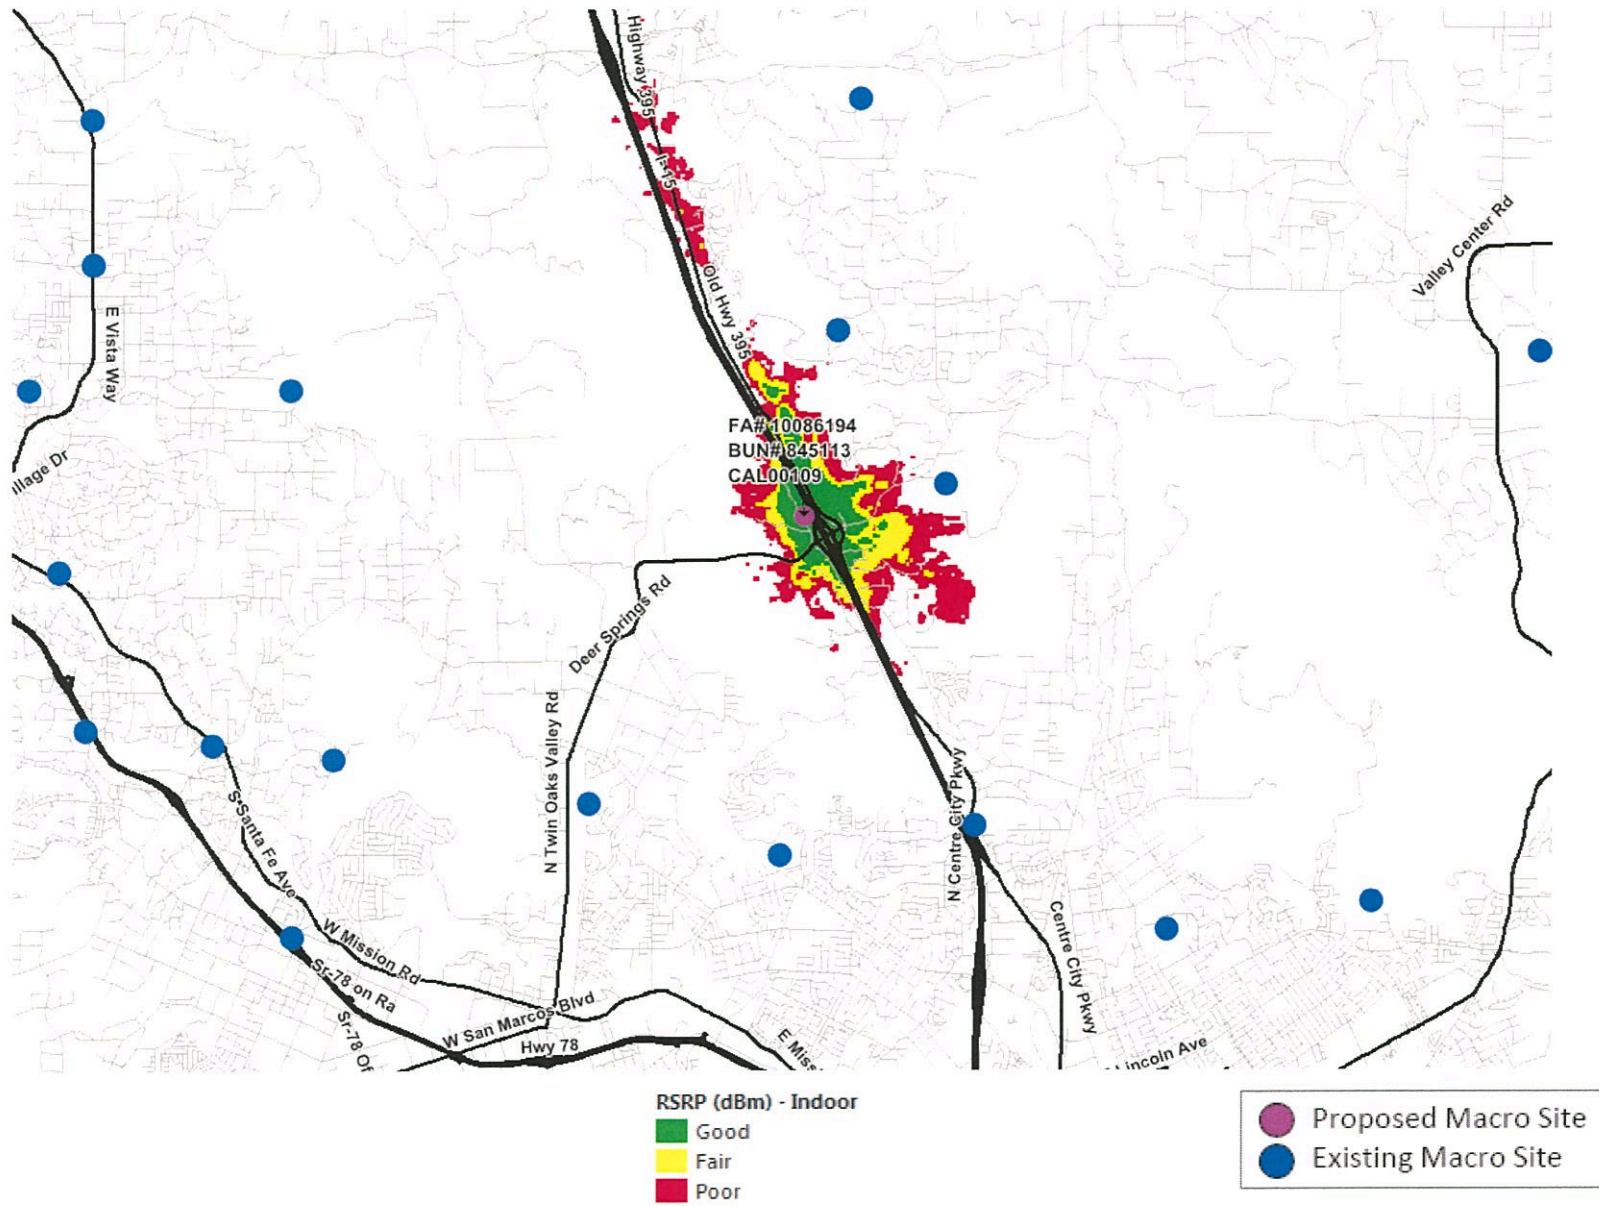 Highway 395
I-15
Old Hwy 395
Valley Center Rd
E Vista Way
FA# 10086194
BUN# 845113
CAL00109
illage Dr
Deer Springs Rd
N Twin Oaks Valley Rd
N Centre City Pkwy
S Santa Fe Ave
W Mission Rd
Sr-78 on Ra
Sr-78 Of
W San Marcos Blvd
Hwy 78
E Miss
Centre City Pkwy
Lincoln Ave
RSRP (dBm) - Indoor
Good
Fair
Poor
Proposed Macro Site
Existing Macro Site